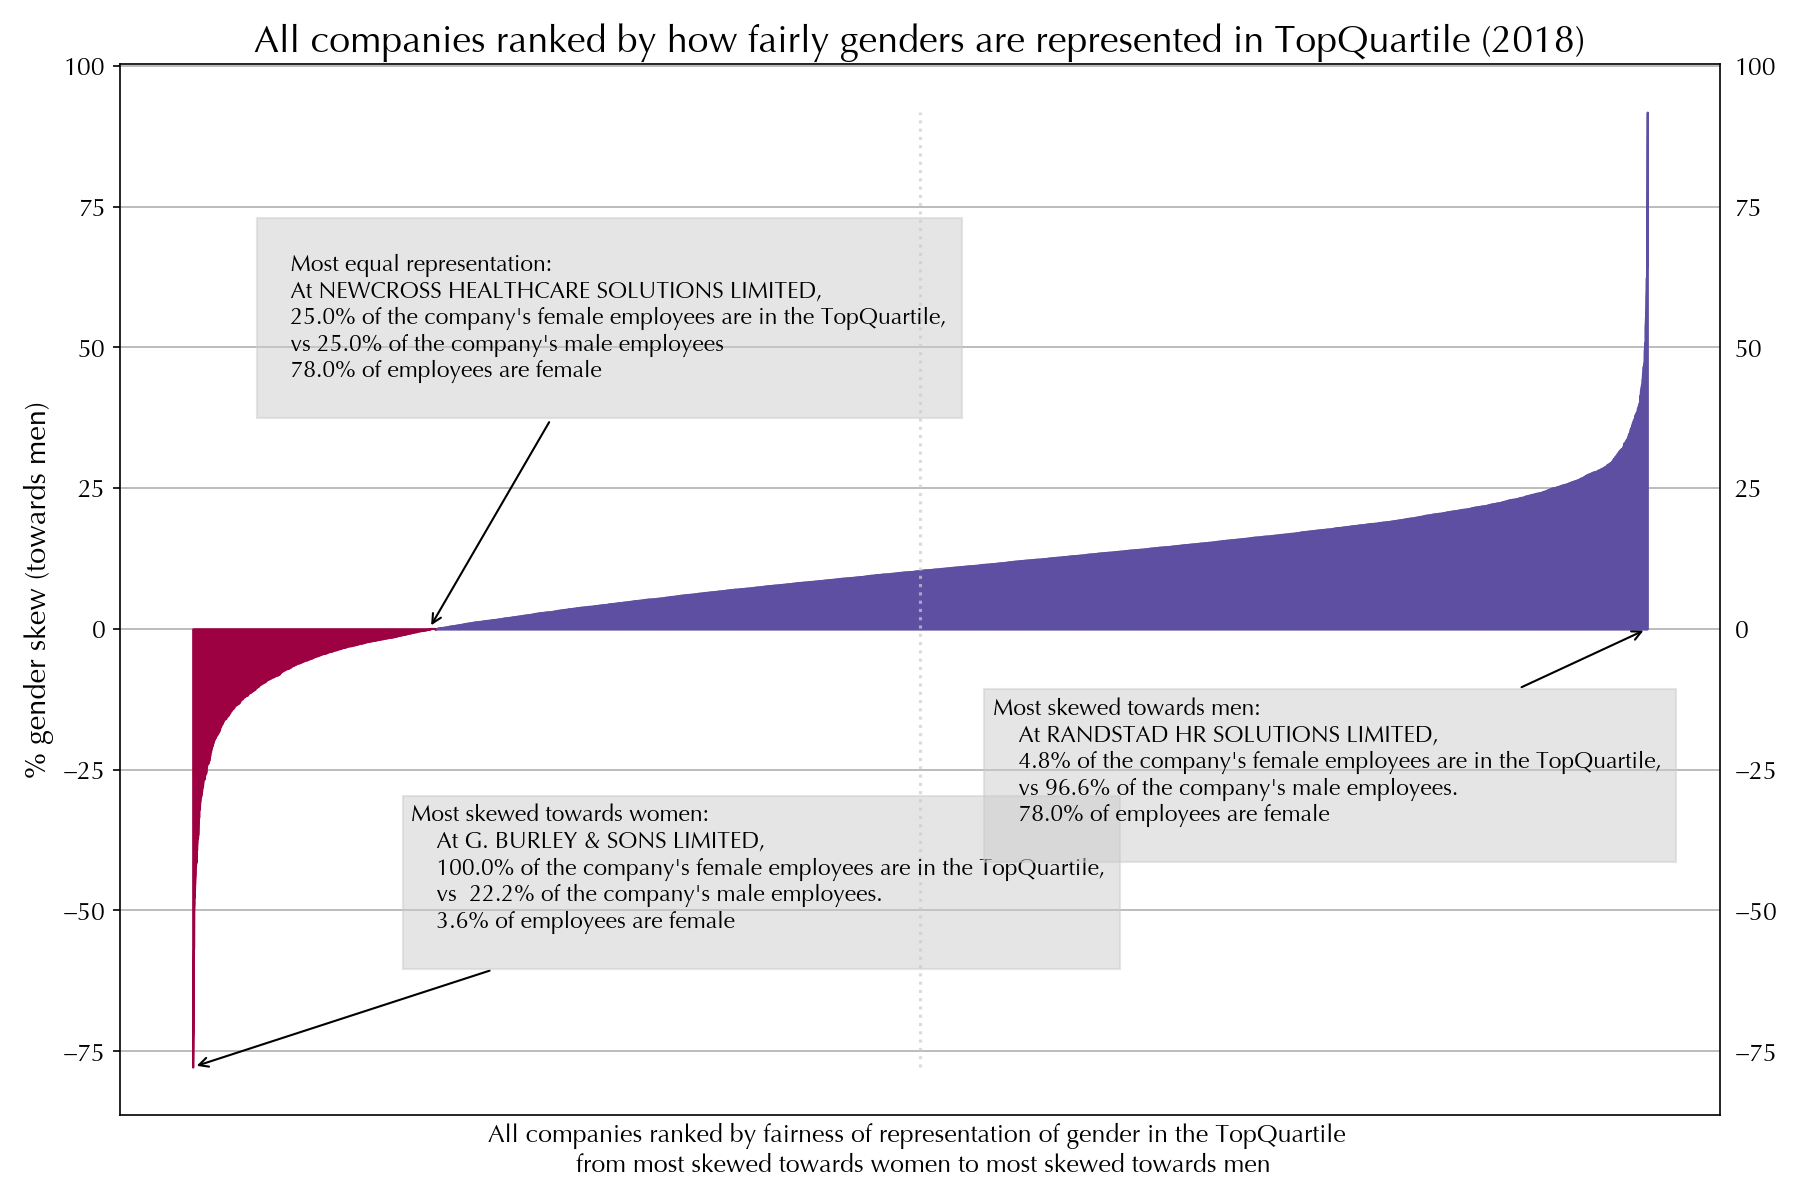 All companies ranked by how fairly genders are represented in TopQuartile (2018)
100
75
50
25
0
–25
–50
–75
% gender skew (towards men)
100
75
50
25
0
–25
–50
–75
Most equal representation:
At NEWCROSS HEALTHCARE SOLUTIONS LIMITED,
25.0% of the company's female employees are in the TopQuartile,
vs 25.0% of the company's male employees
78.0% of employees are female
Most skewed towards men:
At RANDSTAD HR SOLUTIONS LIMITED,
4.8% of the company's female employees are in the TopQuartile,
vs 96.6% of the company's male employees.
78.0% of employees are female
Most skewed towards women:
At G. BURLEY & SONS LIMITED,
100.0% of the company's female employees are in the TopQuartile,
vs  22.2% of the company's male employees.
3.6% of employees are female
All companies ranked by fairness of representation of gender in the TopQuartile
from most skewed towards women to most skewed towards men